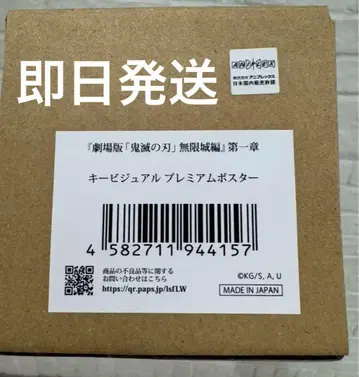 即日発送
ANIPLEX
株式会社アニプレックス
日本国内販売許諾
『劇場版「鬼滅の刃」無限城編』第一章
キービジュアル プレミアムポスター
4 582711 944157
商品の不良品等に関する
お問い合わせはこちら
https://qr.paps.jp/lsfLW
©KG/S, A, U
MADE IN JAPAN